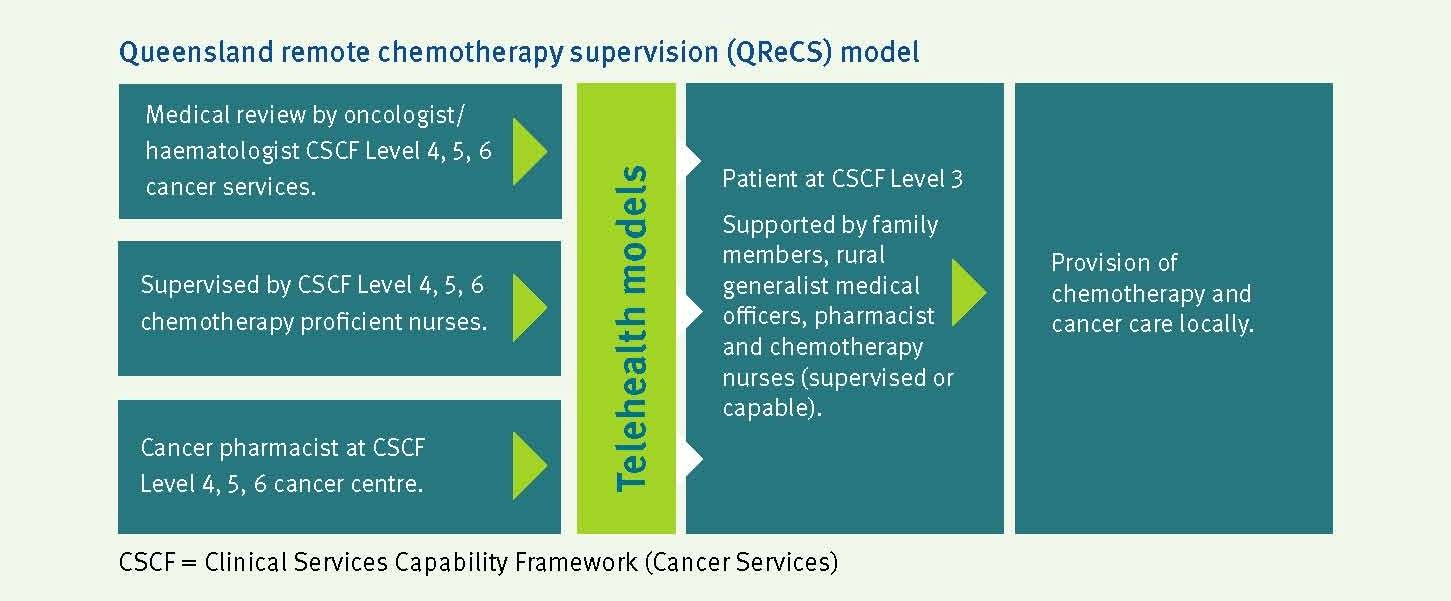 Queensland remote chemotherapy supervision (QReCS) model
Medical review by oncologist/
haematologist CSCF Level 4, 5, 6
cancer services.
Supervised by CSCF Level 4, 5, 6
chemotherapy proficient nurses.
Cancer pharmacist at CSCF
Level 4, 5, 6 cancer centre.
Telehealth models
Patient at CSCF Level 3
Supported by family
members, rural
generalist medical
officers, pharmacist
and chemotherapy
nurses (supervised or
capable).
Provision of
chemotherapy and
cancer care locally.
CSCF = Clinical Services Capability Framework (Cancer Services)